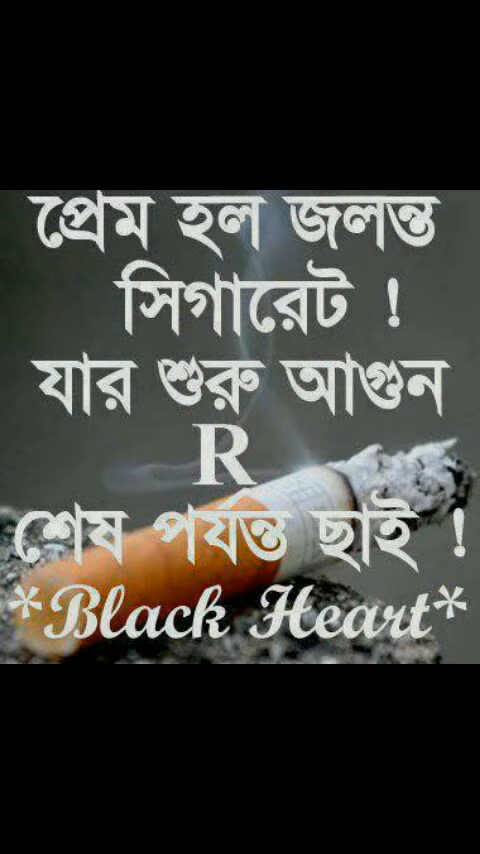 প্রেম হল জলন্ত
সিগারেট !
যার শুরু আগুন
R
শেষ পর্যন্ত ছাই !
*Black Heart*